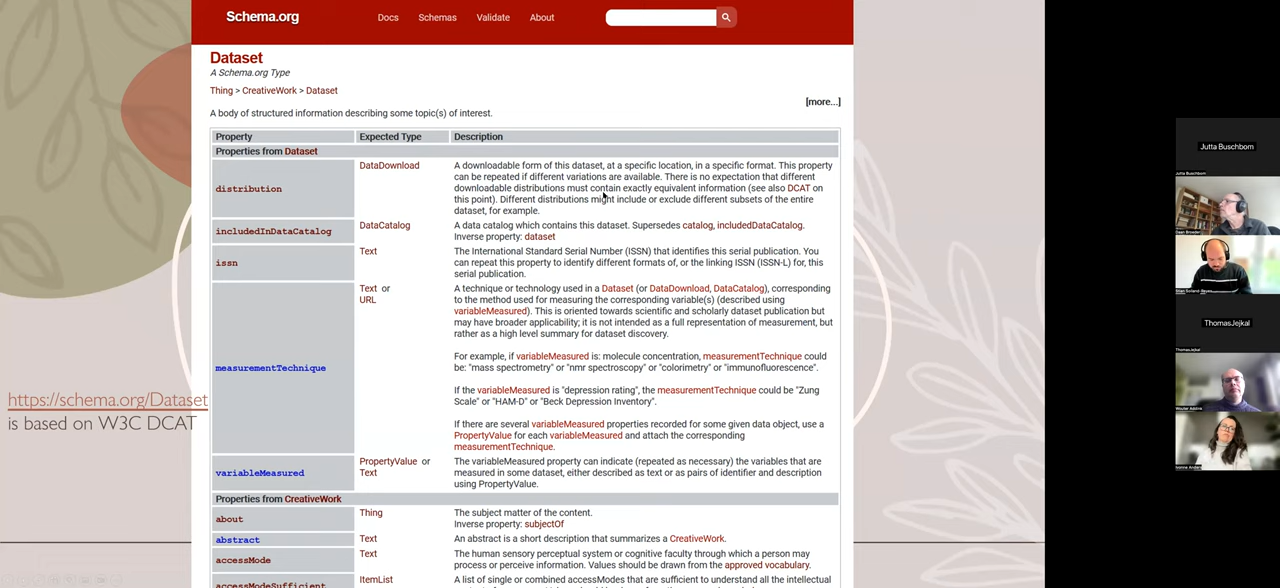 Schema.org
Docs Schemas Validate About
Dataset
A Schema.org Type
Thing > CreativeWork > Dataset
[more...]
A body of structured information describing some topic(s) of interest.
Property Expected Type Description
Properties from Dataset
distribution
DataDownload
A downloadable form of this dataset, at a specific location, in a specific format. This property
can be repeated if different variations are available. There is no expectation that different
downloadable distributions must contain exactly equivalent information (see also DCAT on
this point). Different distributions might include or exclude different subsets of the entire
dataset, for example.
includedInDataCatalog
DataCatalog
A data catalog which contains this dataset. Supersedes catalog, includedDataCatalog.
Inverse property: dataset
issn
Text
The International Standard Serial Number (ISSN) that identifies this serial publication. You
can repeat this property to identify different formats of, or the linking ISSN (ISSN-L) for, this
serial publication.
measurementTechnique
Text or
URL
A technique or technology used in a Dataset (or DataDownload, DataCatalog), corresponding
to the method used for measuring the corresponding variable(s) (described using
variableMeasured). This is oriented towards scientific and scholarly dataset publication but
may have broader applicability; it is not intended as a full representation of measurement, but
rather as a high level summary for dataset discovery.
For example, if variableMeasured is: molecule concentration, measurementTechnique could
be: "mass spectrometry" or "nmr spectroscopy" or "colorimetry" or "immunofluorescence".
If the variableMeasured is "depression rating", the measurementTechnique could be "Zung
Scale" or "HAM-D" or "Beck Depression Inventory".
If there are several variableMeasured properties recorded for some given data object, use a
PropertyValue for each variableMeasured and attach the corresponding
measurementTechnique.
variableMeasured
PropertyValue or
Text
The variableMeasured property can indicate (repeated as necessary) the variables that are
measured in some dataset, either described as text or as pairs of identifier and description
using PropertyValue.
Properties from CreativeWork
about
Thing
The subject matter of the content.
Inverse property: subjectOf
abstract
Text
An abstract is a short description that summarizes a CreativeWork.
accessMode
Text
The human sensory perceptual system or cognitive faculty through which a person may
process or perceive information. Values should be drawn from the approved vocabulary.
accessModeSufficient
ItemList
A list of single or combined accessModes that are sufficient to understand all the intellectual
https://schema.org/Dataset
is based on W3C DCAT
Jutta Buschbom
Jutta Buschbom
ThomasJejkal
ThomasJejkal
Wouter Addink